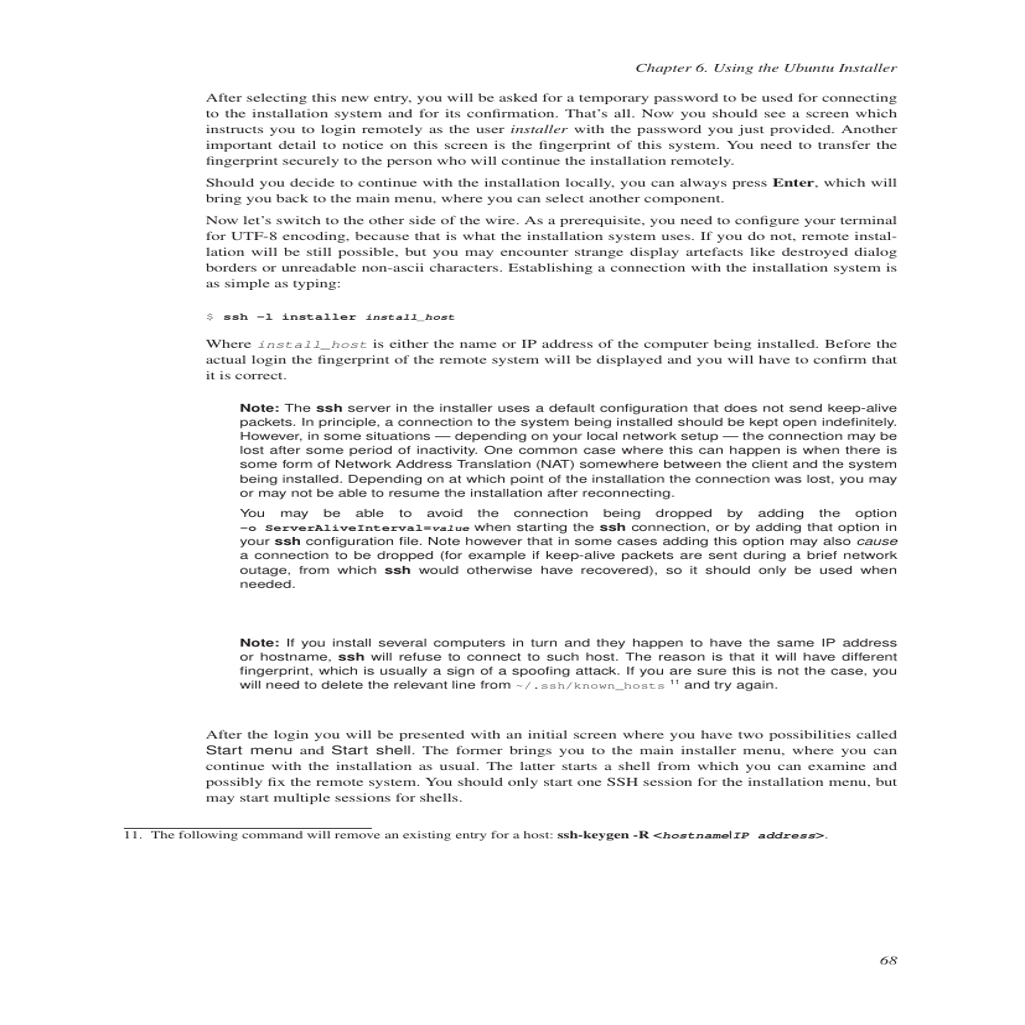 Chapter 6. Using the Ubuntu Installer
After selecting this new entry, you will be asked for a temporary password to be used for connecting
to the installation system and for its confirmation. That's all. Now you should see a screen which
instructs you to login remotely as the user installer with the password you just provided. Another
important detail to notice on this screen is the fingerprint of this system. You need to transfer the
fingerprint securely to the person who will continue the installation remotely.
Should you decide to continue with the installation locally, you can always press Enter, which will
bring you back to the main menu, where you can select another component.
Now let's switch to the other side of the wire. As a prerequisite, you need to configure your terminal
for UTF-8 encoding, because that is what the installation system uses. If you do not, remote instal-
lation will be still possible, but you may encounter strange display artefacts like destroyed dialog
borders or unreadable non-ascii characters. Establishing a connection with the installation system is
as simple as typing:
$ ssh -l installer install_host
Where install_host is either the name or IP address of the computer being installed. Before the
actual login the fingerprint of the remote system will be displayed and you will have to confirm that
it is correct.
Note: The ssh server in the installer uses a default configuration that does not send keep-alive
packets. In principle, a connection to the system being installed should be kept open indefinitely.
However, in some situations — depending on your local network setup — the connection may be
lost after some period of inactivity. One common case where this can happen is when there is
some form of Network Address Translation (NAT) somewhere between the client and the system
being installed. Depending on at which point of the installation the connection was lost, you may
or may not be able to resume the installation after reconnecting.
You may be able to avoid the connection being dropped by adding the option
-o ServerAliveInterval=value when starting the ssh connection, or by adding that option in
your ssh configuration file. Note however that in some cases adding this option may also cause
a connection to be dropped (for example if keep-alive packets are sent during a brief network
outage, from which ssh would otherwise have recovered), so it should only be used when
needed.
Note: If you install several computers in turn and they happen to have the same IP address
or hostname, ssh will refuse to connect to such host. The reason is that it will have different
fingerprint, which is usually a sign of a spoofing attack. If you are sure this is not the case, you
will need to delete the relevant line from ~/.ssh/known_hosts 11 and try again.
After the login you will be presented with an initial screen where you have two possibilities called
Start menu and Start shell. The former brings you to the main installer menu, where you can
continue with the installation as usual. The latter starts a shell from which you can examine and
possibly fix the remote system. You should only start one SSH session for the installation menu, but
may start multiple sessions for shells.
11. The following command will remove an existing entry for a host: ssh-keygen -R <hostname|IP address>.
68